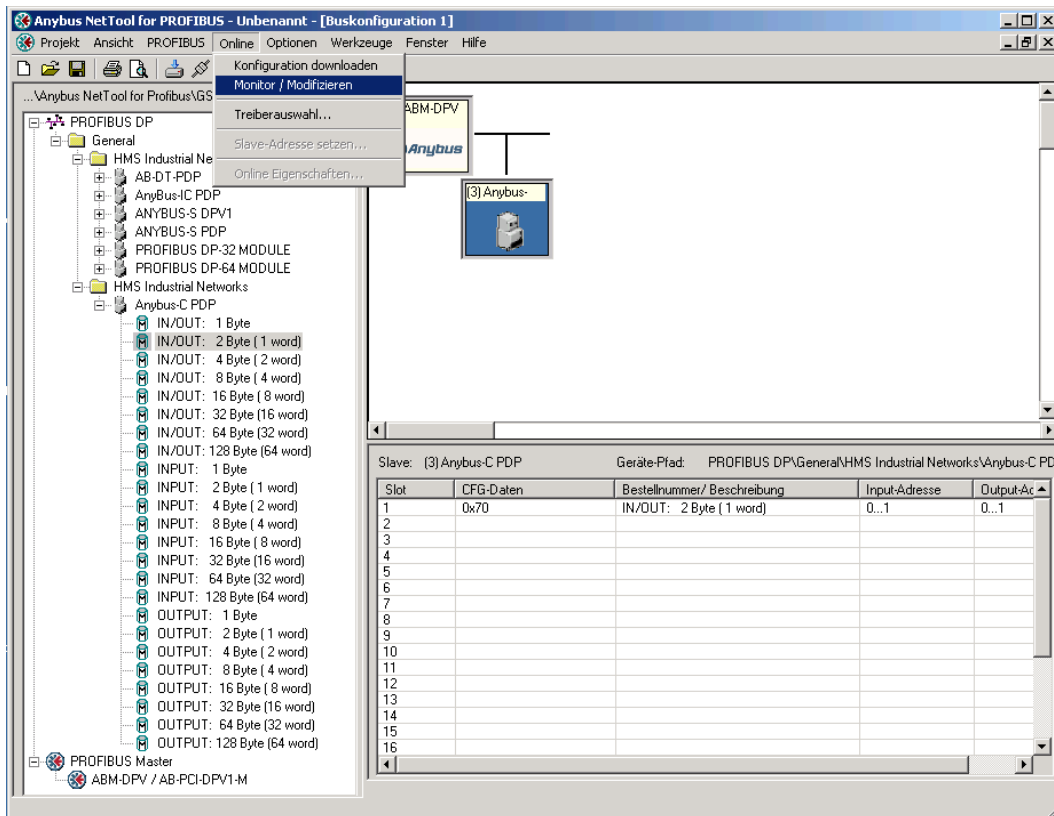 Anybus NetTool for PROFIBUS - Unbenannt - [Buskonfiguration 1]
Projekt Ansicht PROFIBUS Online Optionen Werkzeuge Fenster Hilfe
Konfiguration downloaden
Monitor / Modifizieren
Treiberauswahl...
Slave-Adresse setzen...
Online Eigenschaften...
...\Anybus NetTool for Profibus\GS
PROFIBUS DP
General
HMS Industrial Ne
AB-DT-PDP
AnyBus-IC PDP
ANYBUS-S DPV1
ANYBUS-S PDP
PROFIBUS DP-32 MODULE
PROFIBUS DP-64 MODULE
HMS Industrial Networks
Anybus-C PDP
IN/OUT: 1 Byte
IN/OUT: 2 Byte ( 1 word)
IN/OUT: 4 Byte ( 2 word)
IN/OUT: 8 Byte ( 4 word)
IN/OUT: 16 Byte ( 8 word)
IN/OUT: 32 Byte (16 word)
IN/OUT: 64 Byte (32 word)
IN/OUT: 128 Byte (64 word)
INPUT: 1 Byte
INPUT: 2 Byte ( 1 word)
INPUT: 4 Byte ( 2 word)
INPUT: 8 Byte ( 4 word)
INPUT: 16 Byte ( 8 word)
INPUT: 32 Byte (16 word)
INPUT: 64 Byte (32 word)
INPUT: 128 Byte (64 word)
OUTPUT: 1 Byte
OUTPUT: 2 Byte ( 1 word)
OUTPUT: 4 Byte ( 2 word)
OUTPUT: 8 Byte ( 4 word)
OUTPUT: 16 Byte ( 8 word)
OUTPUT: 32 Byte (16 word)
OUTPUT: 64 Byte (32 word)
OUTPUT: 128 Byte (64 word)
PROFIBUS Master
ABM-DPV / AB-PCI-DPV1-M
ABM-DPV
Anybus
(3) Anybus-
Slave: (3) Anybus-C PDP Geräte-Pfad: PROFIBUS DP\General\HMS Industrial Networks\Anybus-C PD
Slot CFG-Daten Bestellnummer/ Beschreibung Input-Adresse Output-Ac
1 0x70 IN/OUT: 2 Byte ( 1 word) 0...1 0...1
2
3
4
5
6
7
8
9
10
11
12
13
14
15
16